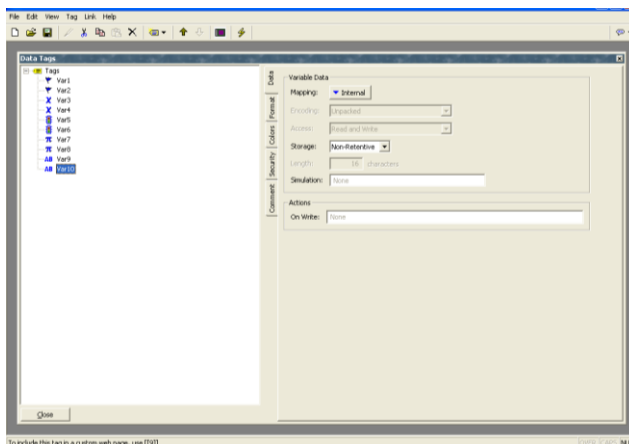 File Edit View Tag Link Help
Data Tags
Tags
Var1
Var2
Var3
Var4
Var5
Var6
Var7
Var8
Var9
Var10
Data
Format
Colors
Security
Comment
Variable Data
Mapping: Internal
Encoding: Unpacked
Access: Read and Write
Storage: Non-Retentive
Length: 16 characters
Simulation: None
Actions
On Write: None
Close
To include this tag in a custom web page, use [[9]]